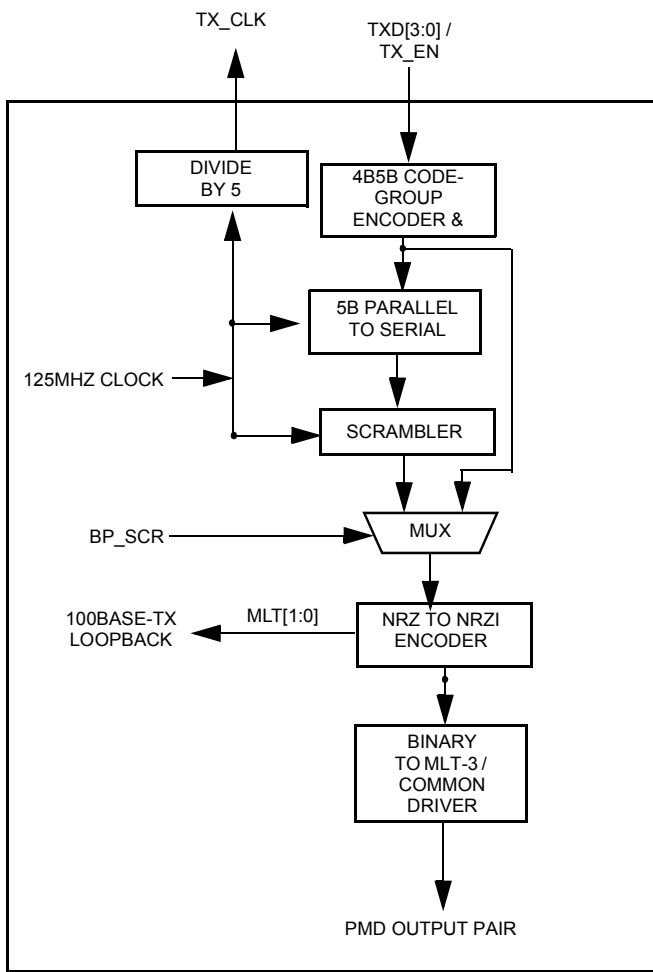 TX_CLK
TXD[3:0] /
TX_EN
DIVIDE
BY 5
4B5B CODE-
GROUP
ENCODER &
5B PARALLEL
TO SERIAL
125MHZ CLOCK
SCRAMBLER
BP_SCR
MUX
100BASE-TX
LOOPBACK
MLT[1:0]
NRZ TO NRZI
ENCODER
BINARY
TO MLT-3 /
COMMON
DRIVER
PMD OUTPUT PAIR